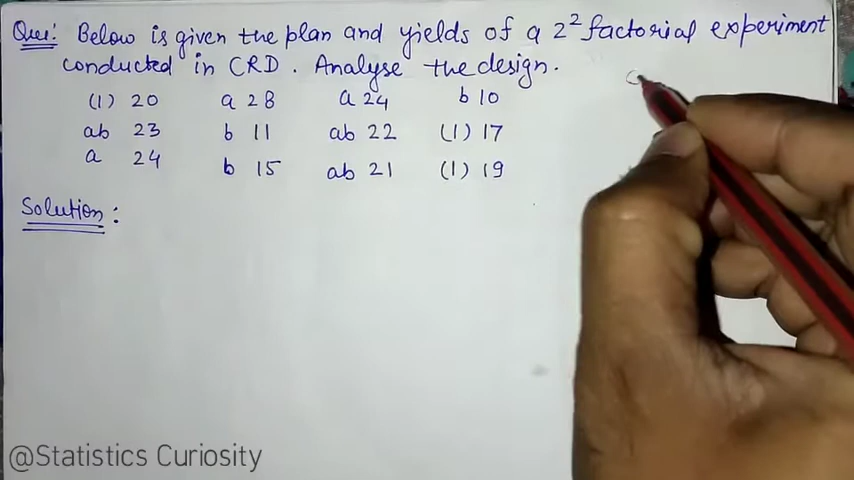 Que: Below is given the plan and yields of a 2² factorial experiment
conducted in CRD. Analyse the design.
(1) 20 a 28 a 24 b 10
ab 23 b 11 ab 22 (1) 17
a 24 b 15 ab 21 (1) 19
Solution:
@Statistics Curiosity